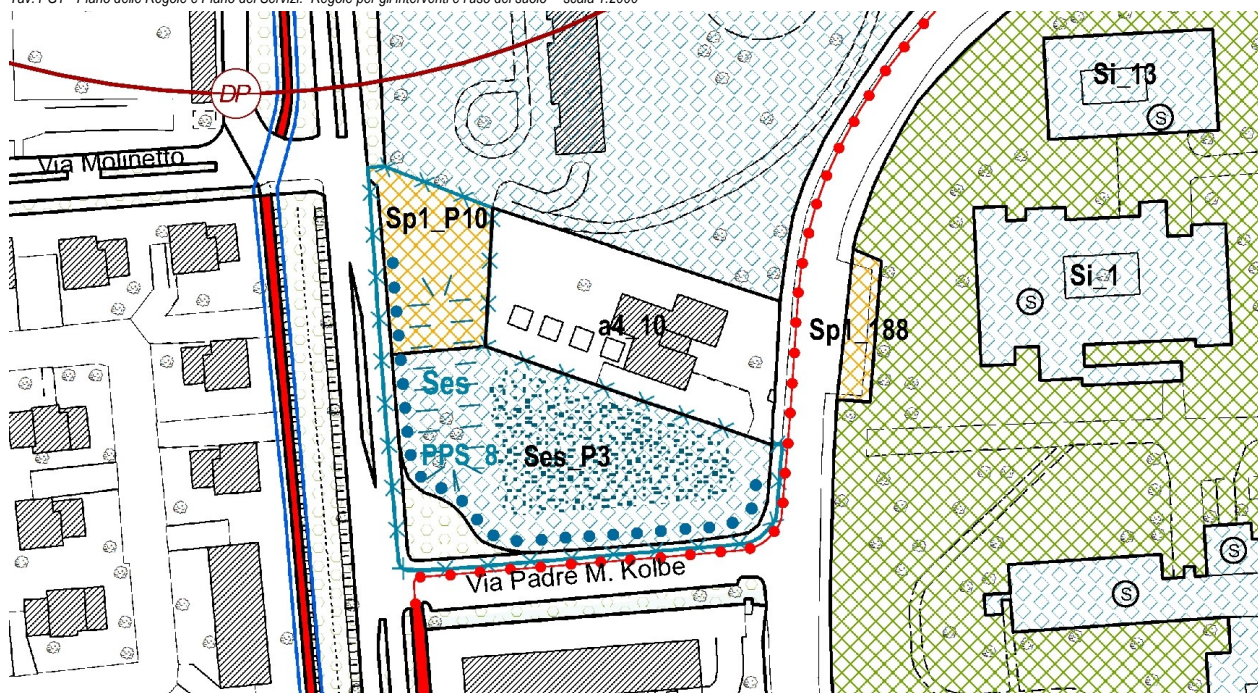 Tav. PGT - Piano delle Regole e Piano dei Servizi: "Regole per gli interventi e l'uso del suolo" - scala 1:2000
Si_13
S
DP
Via Molinetto
Sp1_P10
Si_1
S
a4_10
Sp1_188
Ses
PPS_8
Ses_P3
S
Via Padre M. Kolbe
S